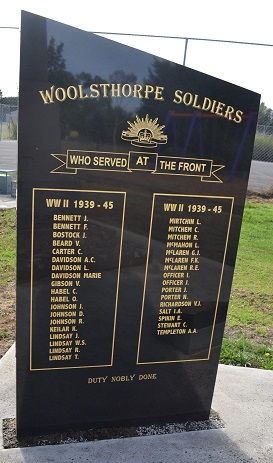 WOOLSTHORPE SOLDIERS
WHO SERVED AT THE FRONT
WW II 1939 - 45
BENNETT J.
BENNETT F.
BOSTOCK J.
BEARD V.
CARTER C.
DAVIDSON A.C.
DAVIDSON L.
DAVIDSON MARIE
GIBSON V.
HABEL C.
HABEL O.
JOHNSON J.
JOHNSON D.
JOHNSON R.
KEILAR K.
LINDSAY J.
LINDSAY W.S.
LINDSAY R.
LINDSAY T.
WW II 1939 - 45
MIRTCHIN L.
MITCHEM C.
MITCHEM R.
McMAHON L.
McLAREN G.J.
McLAREN F.K.
McLAREN R.E.
OFFICER I.
OFFICER J.
PORTER J.
PORTER N.
RICHARDSON V.J.
SALT I.A.
SPIKIN E.
STEWART C.
TEMPLETON A.A.
DUTY NOBLY DONE